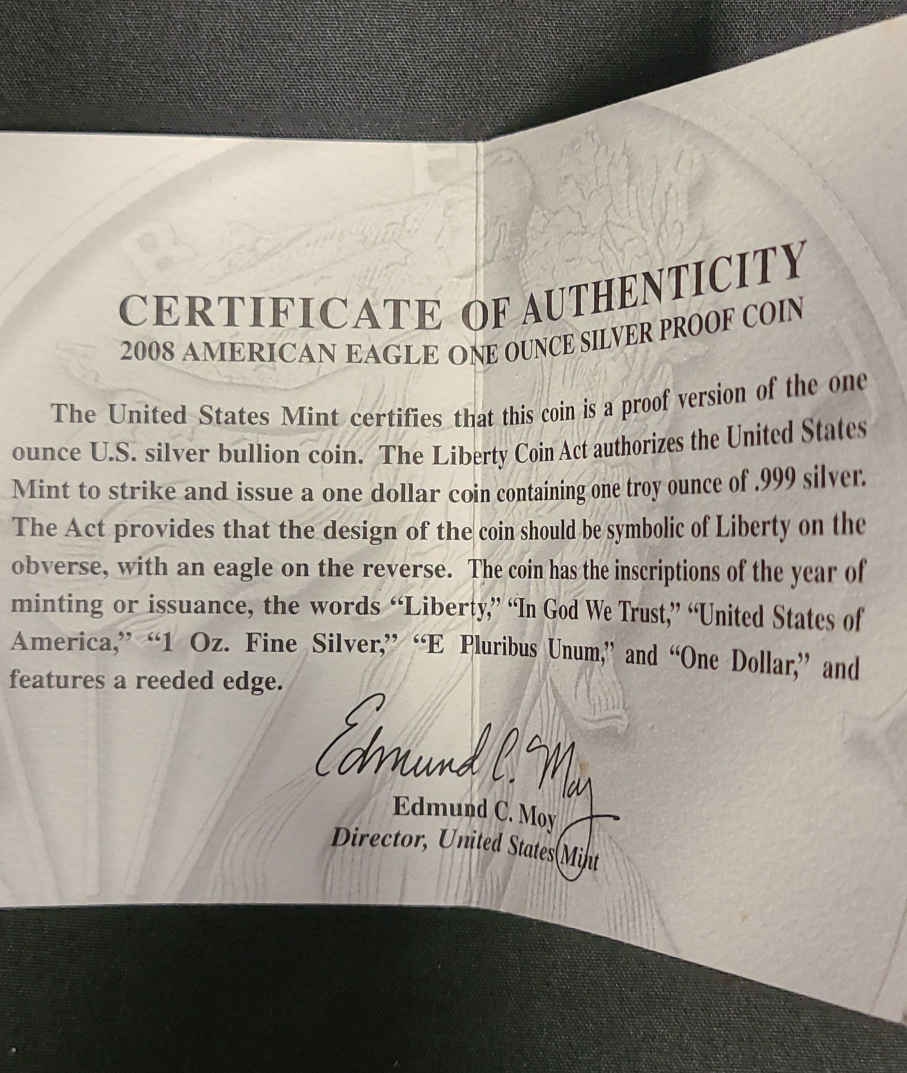 CERTIFICATE OF AUTHENTICITY
2008 AMERICAN EAGLE ONE OUNCE SILVER PROOF COIN
The United States Mint certifies that this coin is a proof version of the one
ounce U.S. silver bullion coin. The Liberty Coin Act authorizes the United States
Mint to strike and issue a one dollar coin containing one troy ounce of .999 silver.
The Act provides that the design of the coin should be symbolic of Liberty on the
obverse, with an eagle on the reverse. The coin has the inscriptions of the year of
minting or issuance, the words “Liberty,” “In God We Trust,” “United States of
America,” “1 Oz. Fine Silver,” “E Pluribus Unum,” and “One Dollar,” and
features a reeded edge.
Edmund C. Moy
Edmund C. Moy
Director, United States Mint